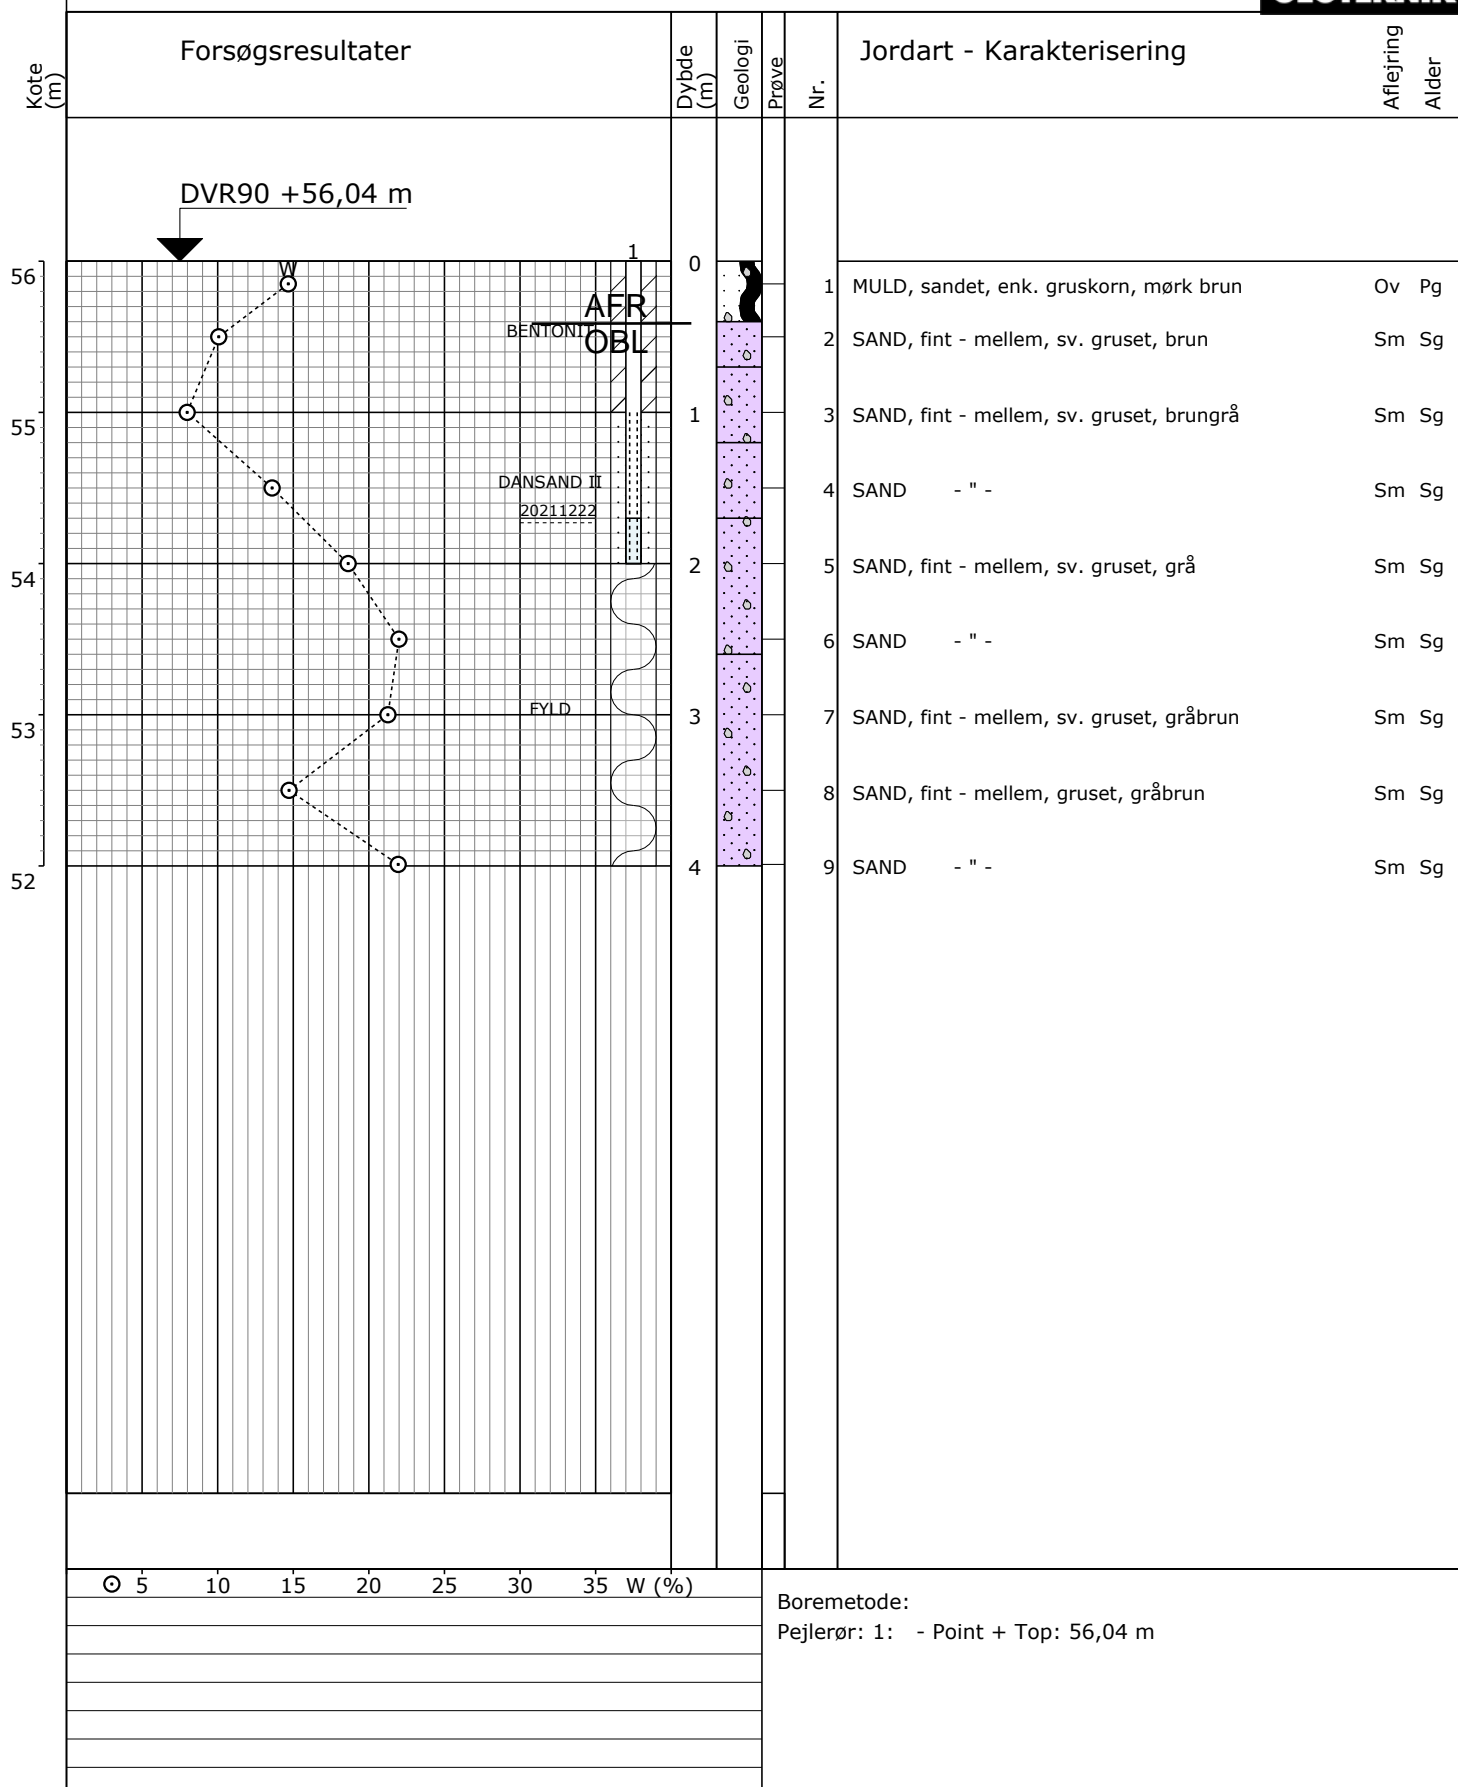 Kote (m)
Forsøgsresultater
Dybde (m)
Geologi
Prøve
Nr.
Jordart - Karakterisering
Aflejring
Alder
DVR90 +56,04 m
1
56
W
0
1 MULD, sandet, enk. gruskorn, mørk brun Ov Pg
AFR
BENTONIT
OBL
2 SAND, fint - mellem, sv. gruset, brun Sm Sg
55
1
3 SAND, fint - mellem, sv. gruset, brungrå Sm Sg
DANSAND II
4 SAND - " - Sm Sg
20211222
54
2
5 SAND, fint - mellem, sv. gruset, grå Sm Sg
6 SAND - " - Sm Sg
FYLD
53
3
7 SAND, fint - mellem, sv. gruset, gråbrun Sm Sg
8 SAND, fint - mellem, gruset, gråbrun Sm Sg
52
4
9 SAND - " - Sm Sg
5 10 15 20 25 30 35 W (%)
Boremetode:
Pejlerør: 1: - Point + Top: 56,04 m